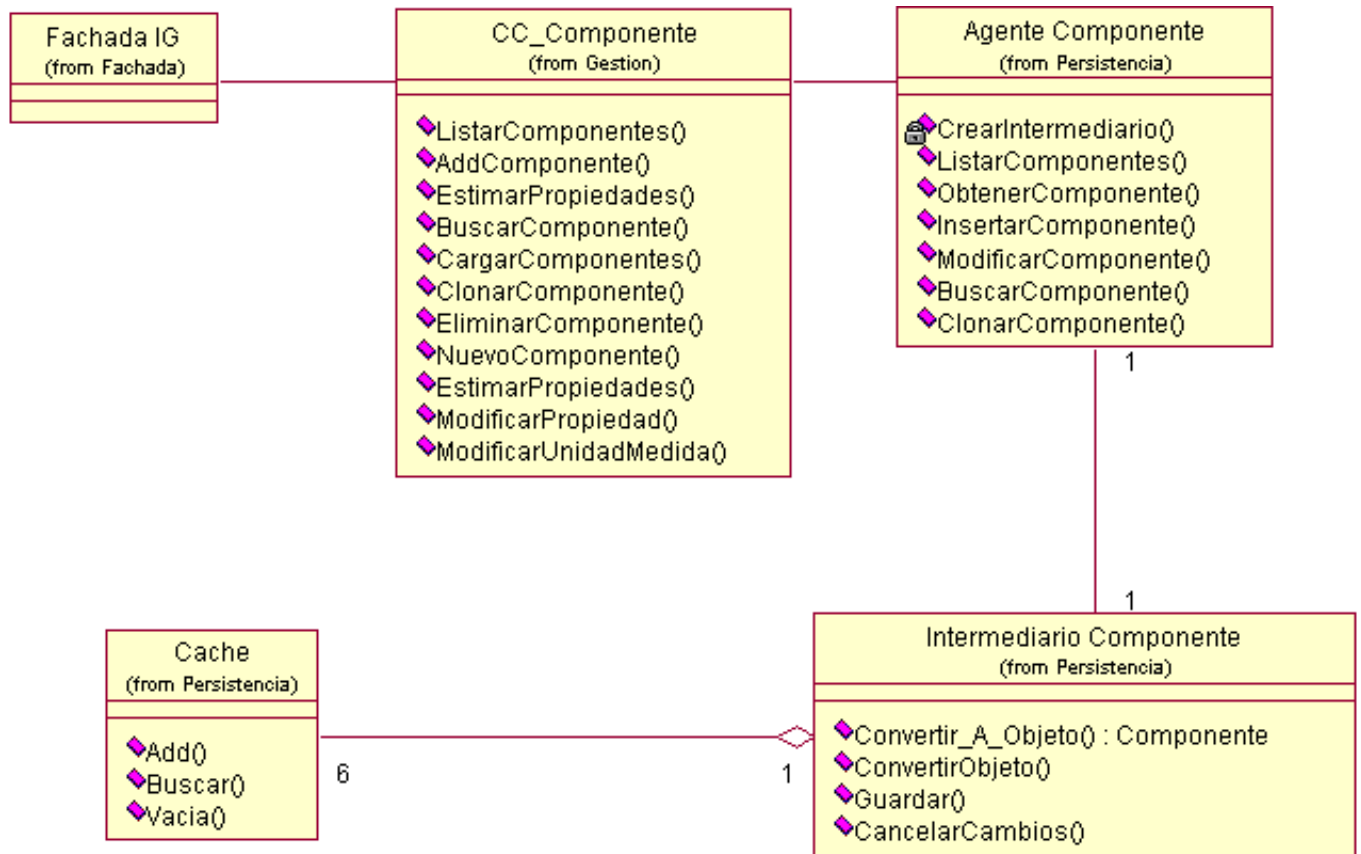 Fachada IG
(from Fachada)
CC_Componente
(from Gestion)
ListarComponentes()
AddComponente()
EstimarPropiedades()
BuscarComponente()
CargarComponentes()
ClonarComponente()
EliminarComponente()
NuevoComponente()
EstimarPropiedades()
ModificarPropiedad()
ModificarUnidadMedida()
Agente Componente
(from Persistencia)
CrearIntermediario()
ListarComponentes()
ObtenerComponente()
InsertarComponente()
ModificarComponente()
BuscarComponente()
ClonarComponente()
1
1
Cache
(from Persistencia)
Add()
Buscar()
Vacia()
6
1
Intermediario Componente
(from Persistencia)
Convertir_A_Objeto() : Componente
ConvertirObjeto()
Guardar()
CancelarCambios()